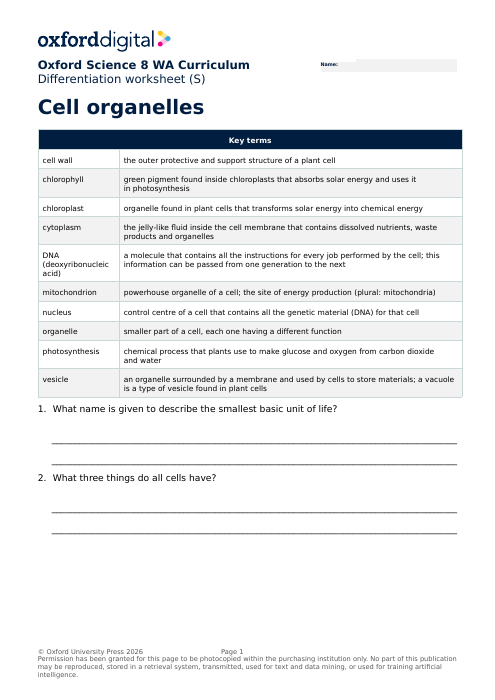 oxforddigital
Oxford Science 8 WA Curriculum
Name:
Differentiation worksheet (S)
Cell organelles
Key terms
cell wall the outer protective and support structure of a plant cell
chlorophyll green pigment found inside chloroplasts that absorbs solar energy and uses it
in photosynthesis
chloroplast organelle found in plant cells that transforms solar energy into chemical energy
cytoplasm the jelly-like fluid inside the cell membrane that contains dissolved nutrients, waste
products and organelles
DNA a molecule that contains all the instructions for every job performed by the cell; this
(deoxyribonucleic information can be passed from one generation to the next
acid)
mitochondrion powerhouse organelle of a cell; the site of energy production (plural: mitochondria)
nucleus control centre of a cell that contains all the genetic material (DNA) for that cell
organelle smaller part of a cell, each one having a different function
photosynthesis chemical process that plants use to make glucose and oxygen from carbon dioxide
and water
vesicle an organelle surrounded by a membrane and used by cells to store materials; a vacuole
is a type of vesicle found in plant cells
1. What name is given to describe the smallest basic unit of life?
2. What three things do all cells have?
© Oxford University Press 2026 Page 1
Permission has been granted for this page to be photocopied within the purchasing institution only. No part of this publication
may be reproduced, stored in a retrieval system, transmitted, used for text and data mining, or used for training artificial
intelligence.